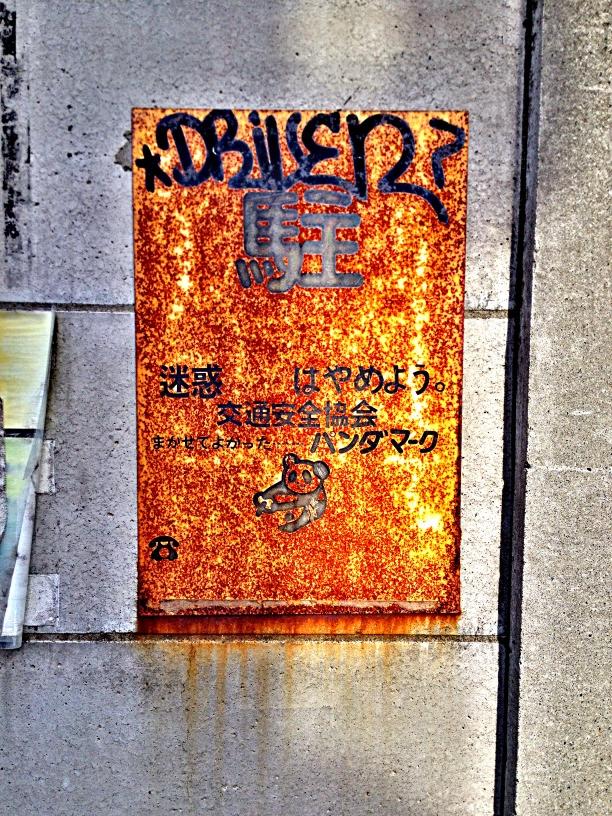 *DRiVER?
駐
迷惑 はやめよう。
交通安全協会
まかせてよかった…… パンダマーク